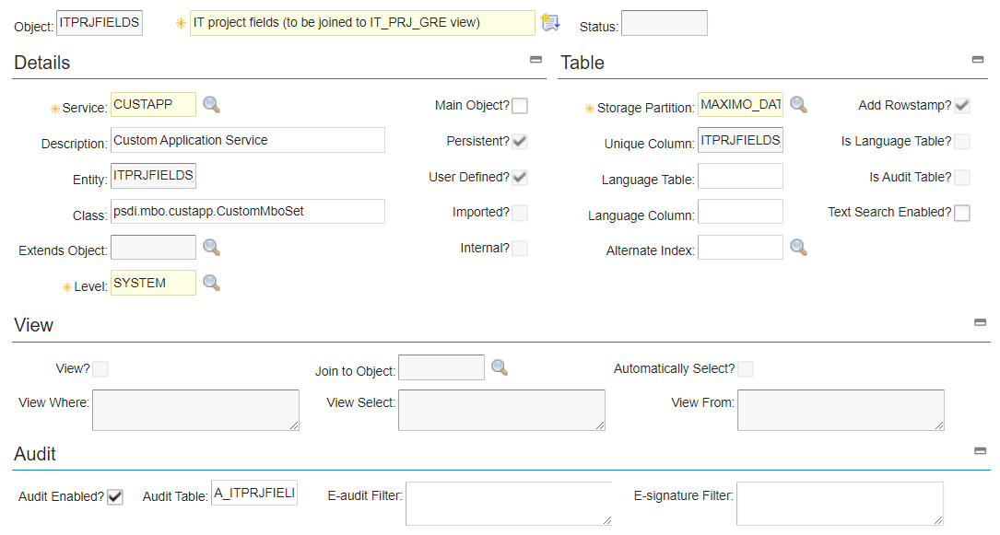 Object: ITPRJFIELDS IT project fields (to be joined to IT_PRJ_GRE view) Status:
Details Table
Service: CUSTAPP Main Object? Storage Partition: MAXIMO_DAT Add Rowstamp?
Description: Custom Application Service Persistent? Unique Column: ITPRJFIELDS Is Language Table?
Entity: ITPRJFIELDS User Defined? Language Table: Is Audit Table?
Class: psdi.mbo.custapp.CustomMboSet Imported? Language Column: Text Search Enabled?
Extends Object: Internal? Alternate Index:
Level: SYSTEM
View
View? Join to Object: Automatically Select?
View Where: View Select: View From:
Audit
Audit Enabled? Audit Table: A_ITPRJFIELI E-audit Filter: E-signature Filter: